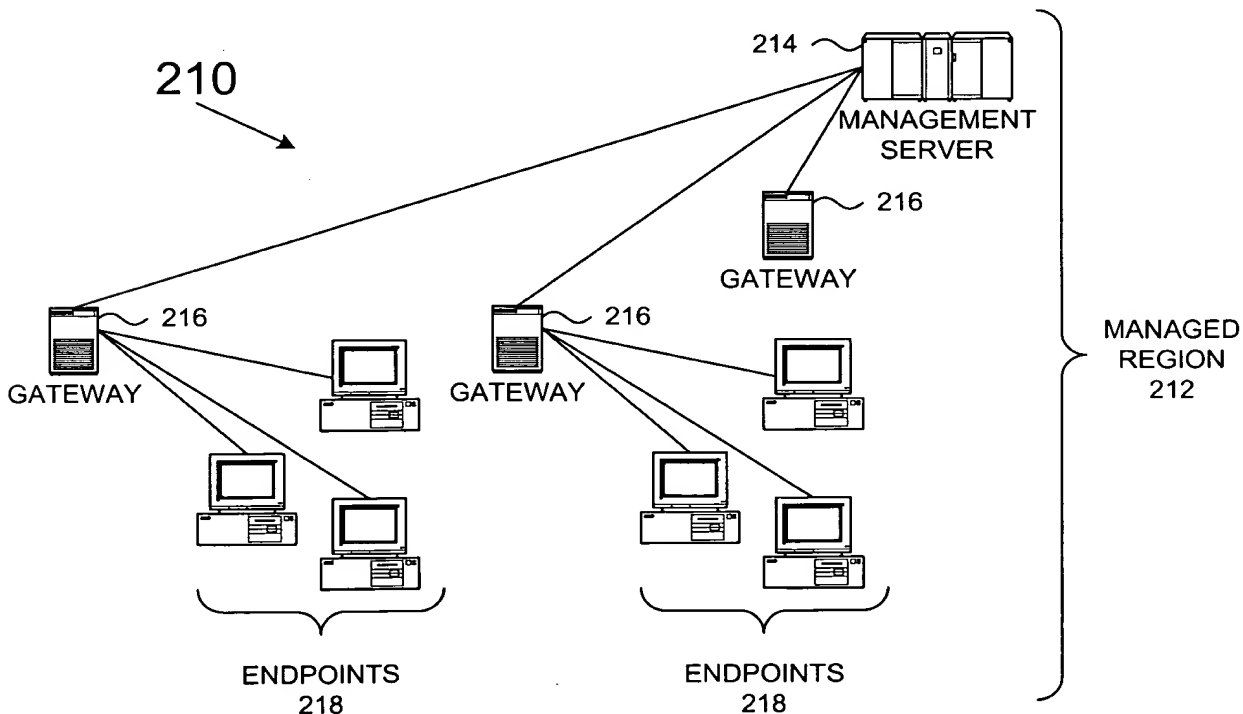 214
210
MANAGEMENT
SERVER
216
GATEWAY
216
GATEWAY
216
GATEWAY
MANAGED
REGION
212
ENDPOINTS
218
ENDPOINTS
218